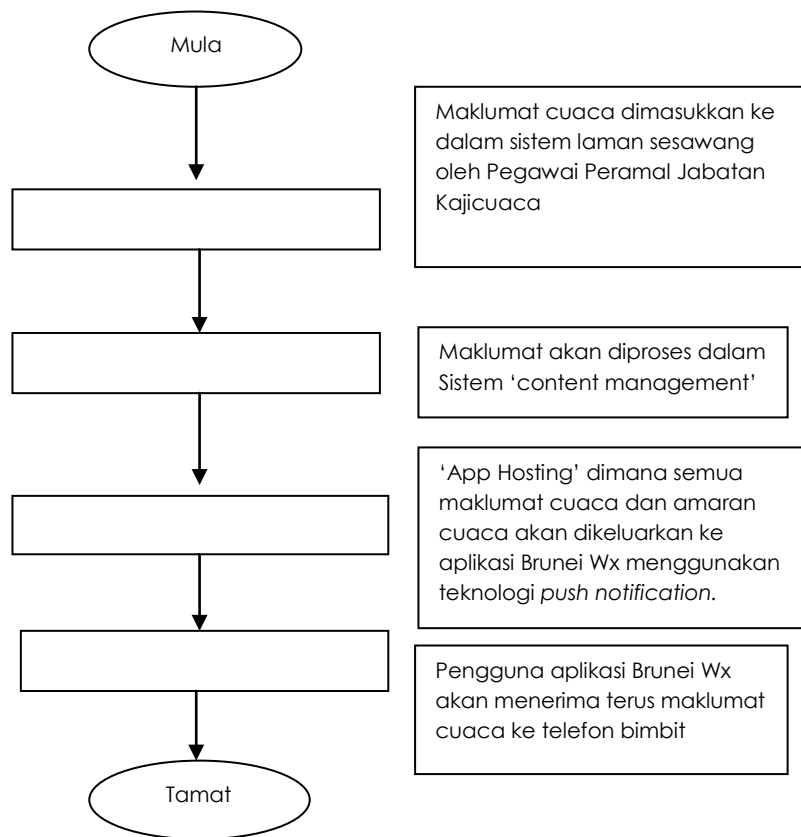 Mula
Maklumat cuaca dimasukkan ke
dalam sistem laman sesawang
oleh Pegawai Peramal Jabatan
Kajicuaca
Maklumat akan diproses dalam
Sistem ‘content management’
‘App Hosting’ dimana semua
maklumat cuaca dan amaran
cuaca akan dikeluarkan ke
aplikasi Brunei Wx menggunakan
teknologi push notification.
Pengguna aplikasi Brunei Wx
akan menerima terus maklumat
cuaca ke telefon bimbit
Tamat